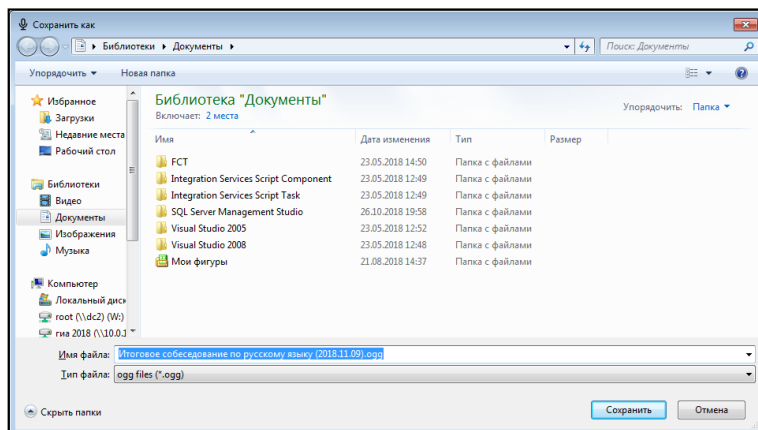 Сохранить как
Библиотеки ▸ Документы ▸
Поиск: Документы
Упорядочить ▾ Новая папка
Избранное
Загрузки
Недавние места
Рабочий стол
Библиотеки
Видео
Документы
Изображения
Музыка
Компьютер
Локальный диск
root (\\dc2) (W:)
гиа 2018 (\\10.0.1
Библиотека "Документы"
Включает: 2 места
Упорядочить: Папка ▾
Имя Дата изменения Тип Размер
FCT 23.05.2018 14:50 Папка с файлами
Integration Services Script Component 23.05.2018 12:49 Папка с файлами
Integration Services Script Task 23.05.2018 12:49 Папка с файлами
SQL Server Management Studio 26.10.2018 19:58 Папка с файлами
Visual Studio 2005 23.05.2018 12:52 Папка с файлами
Visual Studio 2008 23.05.2018 12:48 Папка с файлами
Мои фигуры 21.08.2018 14:37 Папка с файлами
Имя файла: Итоговое собеседование по русскому языку (2018.11.09).ogg
Тип файла: ogg files (*.ogg)
Скрыть папки
Сохранить
Отмена